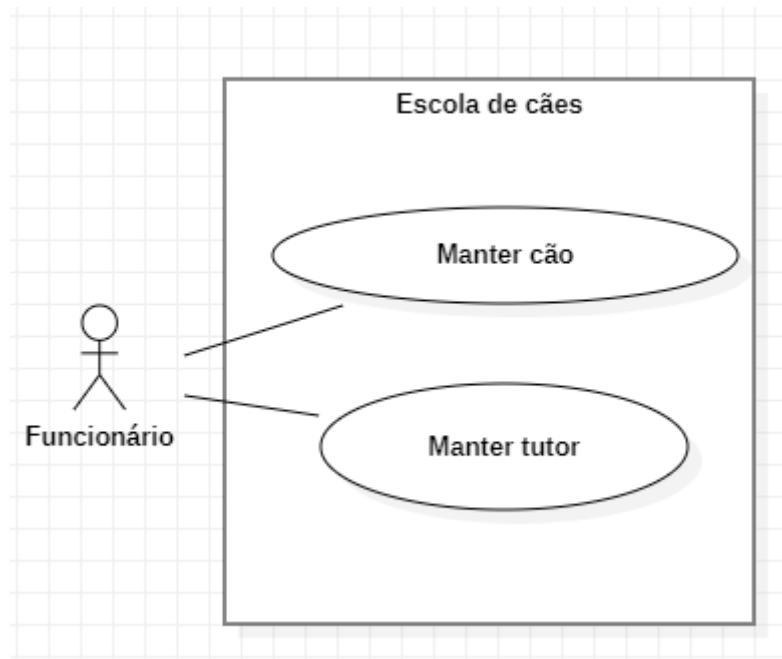 Escola de cães
Manter cão
Funcionário
Manter tutor